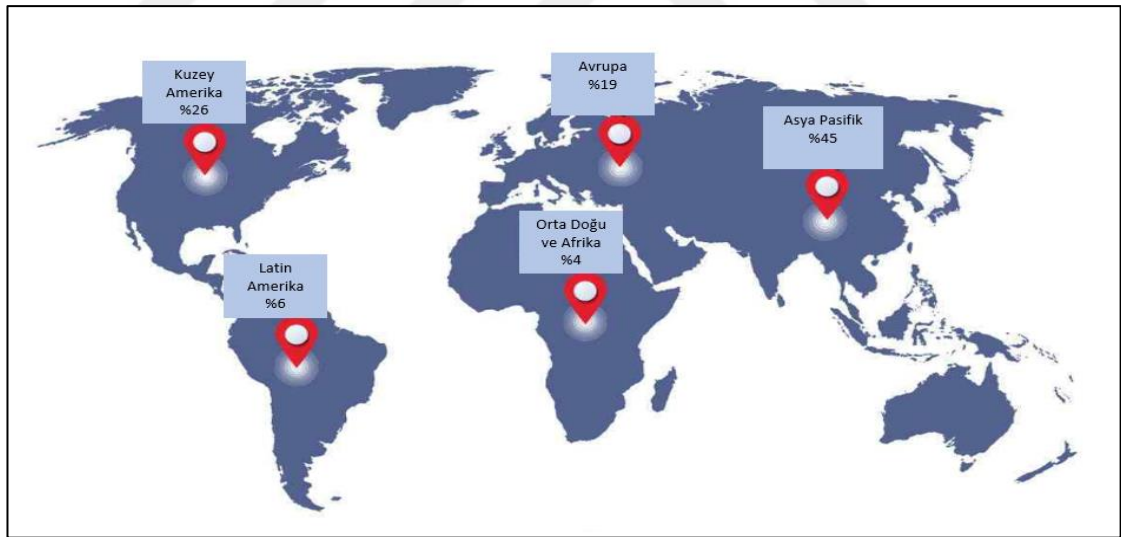 Kuzey
Amerika
%26
Avrupa
%19
Asya Pasifik
%45
Orta Doğu
ve Afrika
%4
Latin
Amerika
%6